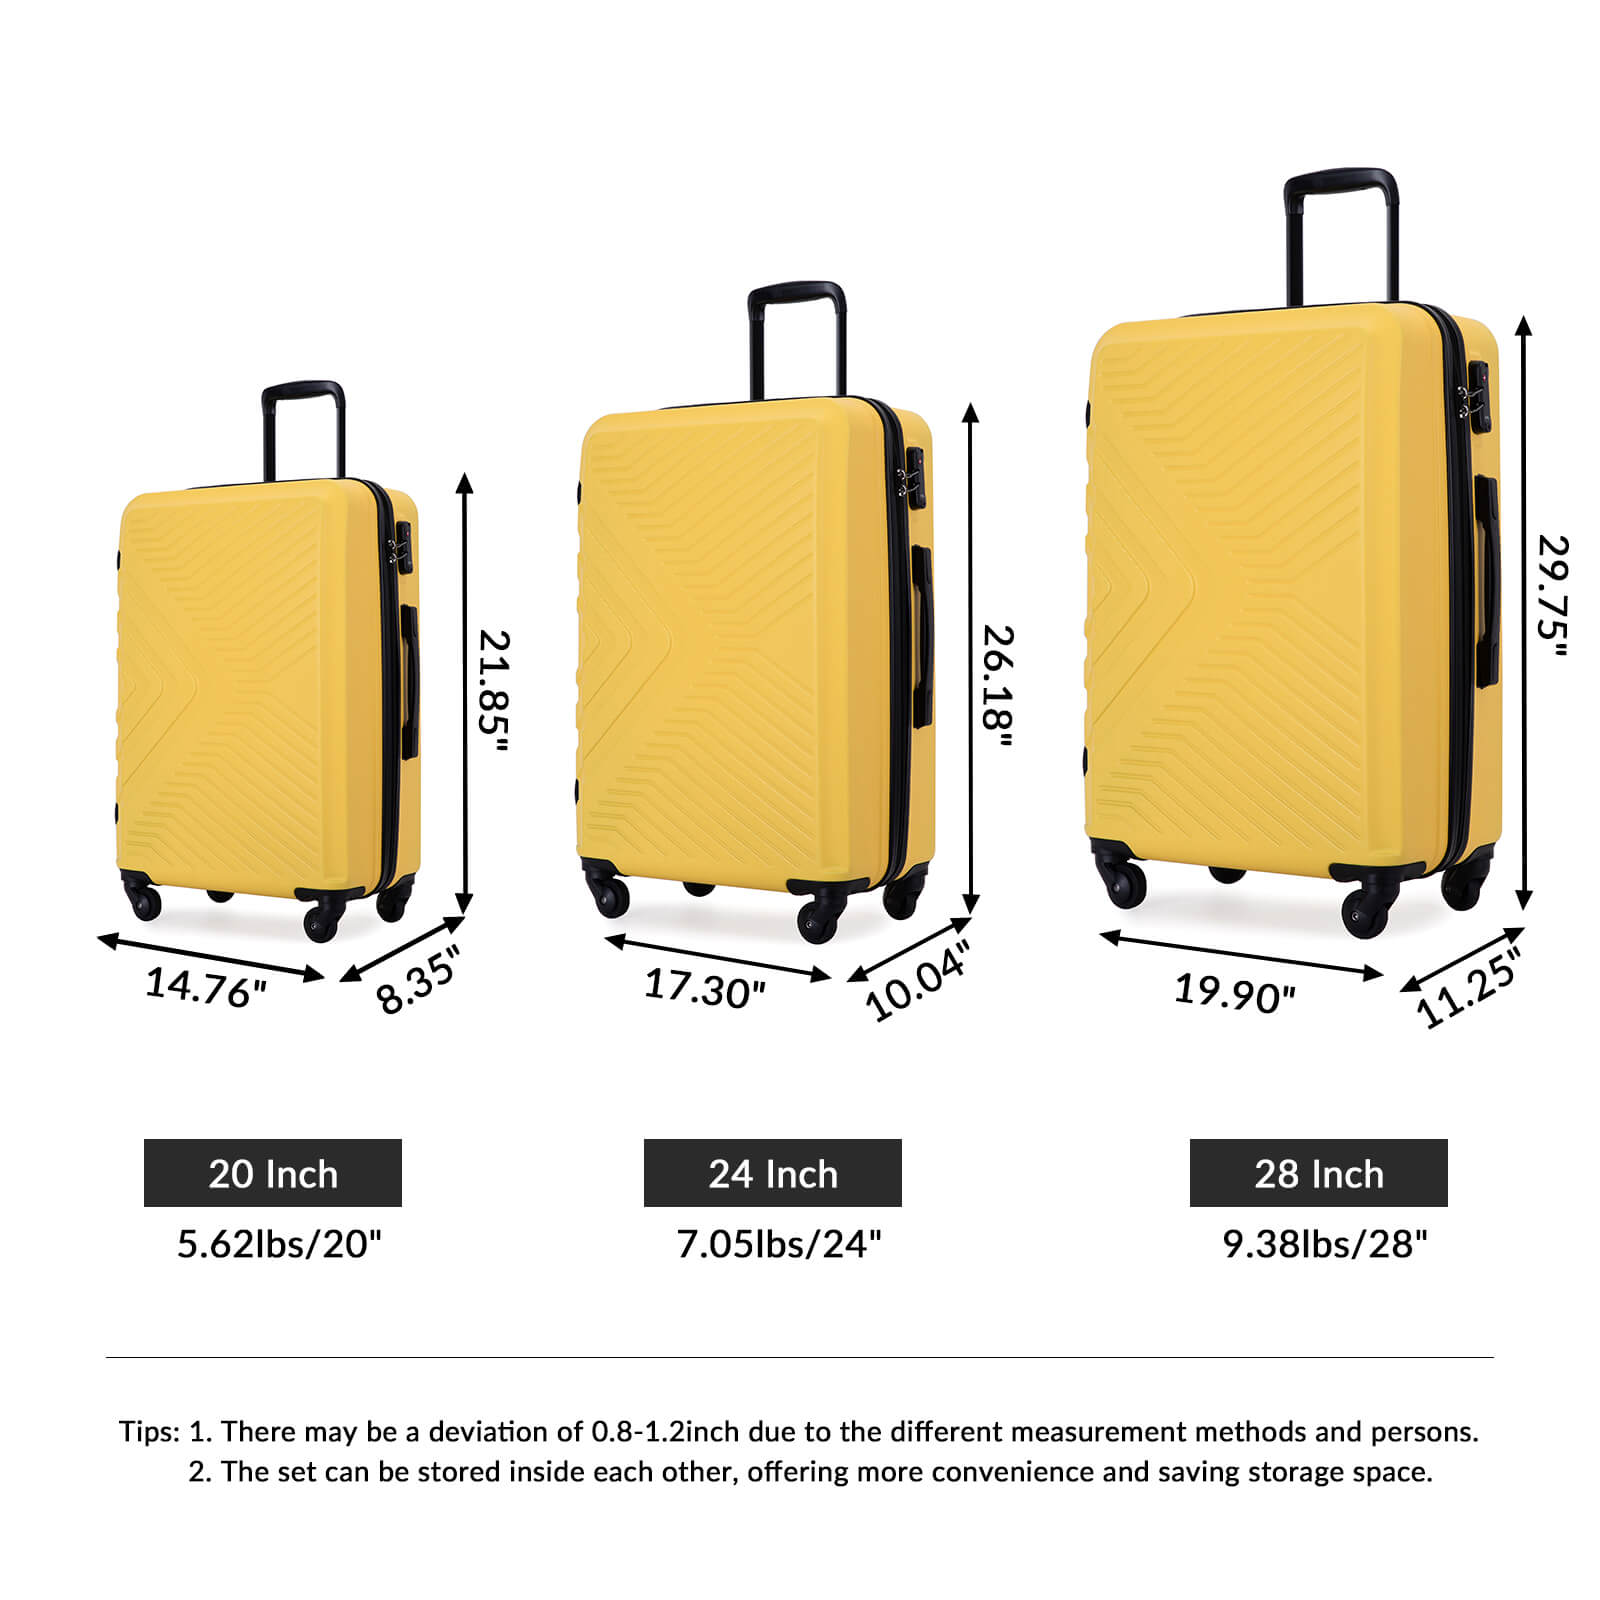 21.85"
14.76"
8.35"
26.18"
17.30"
10.04"
29.75"
19.90"
11.25"
20 Inch
5.62lbs/20"
24 Inch
7.05lbs/24"
28 Inch
9.38lbs/28"
Tips: 1. There may be a deviation of 0.8-1.2inch due to the different measurement methods and persons.
2. The set can be stored inside each other, offering more convenience and saving storage space.